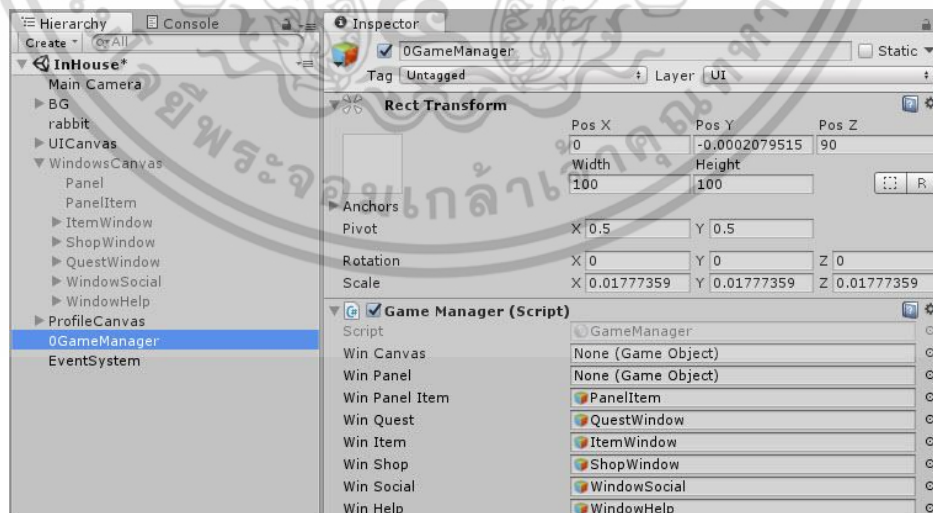 Hierarchy
Console
Create
All
InHouse*
Main Camera
BG
rabbit
UICanvas
WindowsCanvas
Panel
PanelItem
ItemWindow
ShopWindow
QuestWindow
WindowSocial
WindowHelp
ProfileCanvas
0GameManager
EventSystem
Inspector
0GameManager
Static
Tag Untagged Layer UI
Rect Transform
Pos X Pos Y Pos Z
0 -0.0002079515 90
Width Height
100 100
R
Anchors
Pivot X 0.5 Y 0.5
Rotation X 0 Y 0 Z 0
Scale X 0.01777359 Y 0.01777359 Z 0.01777359
Game Manager (Script)
Script GameManager
Win Canvas None (Game Object)
Win Panel None (Game Object)
Win Panel Item PanelItem
Win Quest QuestWindow
Win Item ItemWindow
Win Shop ShopWindow
Win Social WindowSocial
Win Help WindowHelp